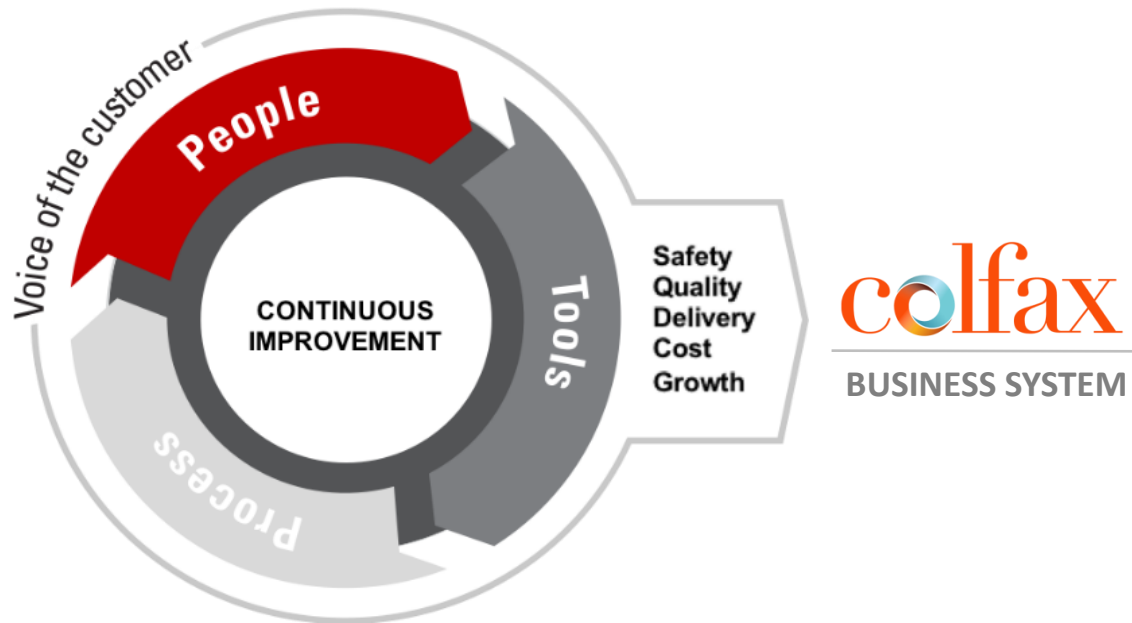 Voice of the customer
People
Tools
Process
CONTINUOUS
IMPROVEMENT
Safety
Quality
Delivery
Cost
Growth
colfax
BUSINESS SYSTEM